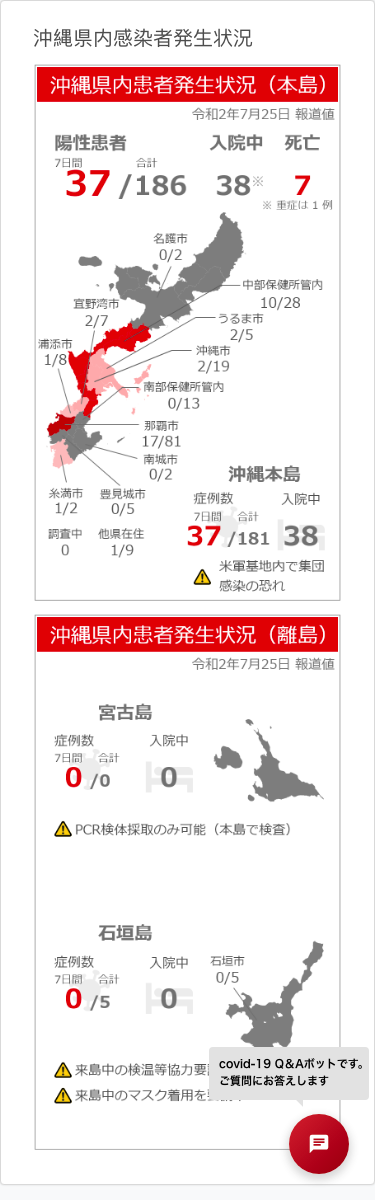 沖縄県内感染者発生状況
沖縄県内患者発生状況（本島）
令和2年7月25日 報道値
陽性患者 入院中 死亡
7日間 合計
37/186 38※ 7
※ 重症は 1 例
名護市
0/2
中部保健所管内
10/28
宜野湾市
2/7
うるま市
2/5
浦添市
1/8
沖縄市
2/19
南部保健所管内
0/13
那覇市
17/81
南城市
0/2
糸満市
1/2
豊見城市
0/5
調査中
0
他県在住
1/9
沖縄本島
症例数 入院中
7日間 合計
37/181 38
米軍基地内で集団
感染の恐れ
沖縄県内患者発生状況（離島）
令和2年7月25日 報道値
宮古島
症例数 入院中
7日間 合計
0/0 0
PCR検体採取のみ可能（本島で検査）
石垣島
症例数 入院中
7日間 合計
0/5 0
石垣市
0/5
来島中の検温等協力要
来島中のマスク着用を
covid-19 Q&Aボットです。
ご質問にお答えします